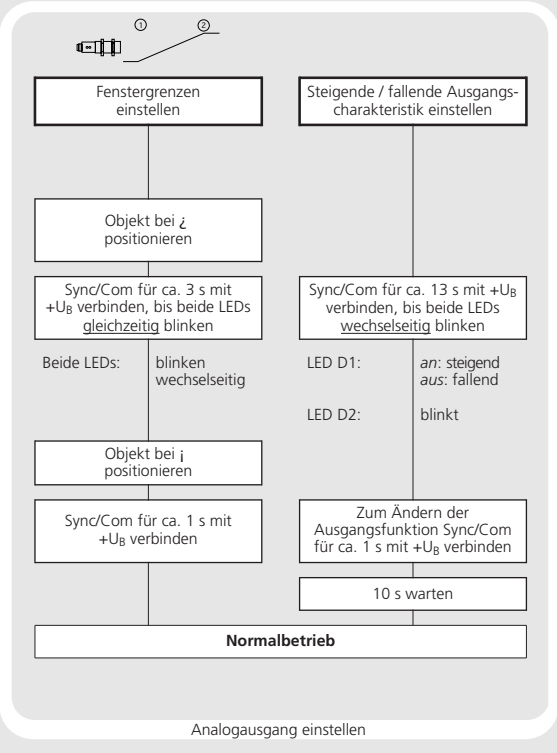 ① ②
Fenstergrenzen
einstellen
Objekt bei ¿
positionieren
Sync/Com für ca. 3 s mit
+UB verbinden, bis beide LEDs
gleichzeitig blinken
Beide LEDs: blinken
wechselseitig
Objekt bei ¡
positionieren
Sync/Com für ca. 1 s mit
+UB verbinden
Steigende / fallende Ausgangs-
charakteristik einstellen
Sync/Com für ca. 13 s mit +UB
verbinden, bis beide LEDs
wechselseitig blinken
LED D1: an: steigend
aus: fallend
LED D2: blinkt
Zum Ändern der
Ausgangsfunktion Sync/Com
für ca. 1 s mit +UB verbinden
10 s warten
Normalbetrieb
Analogausgang einstellen